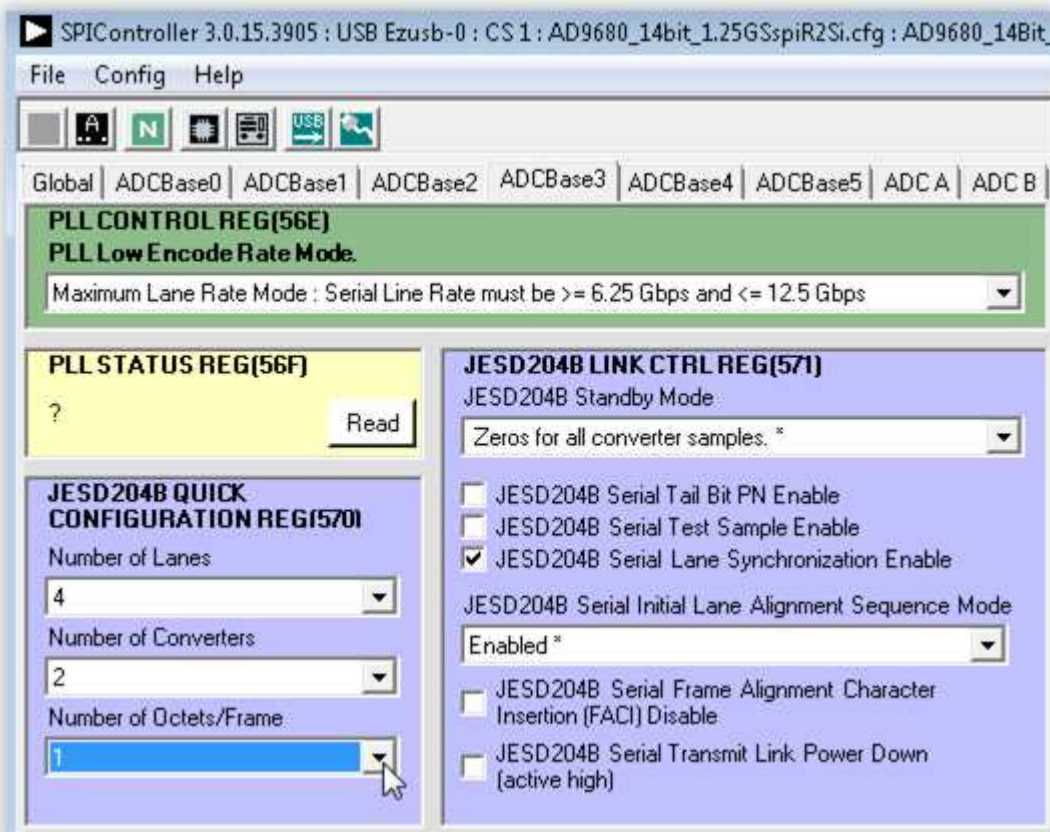 SPIController 3.0.15.3905 : USB Ezusb-0 : CS 1 : AD9680_14bit_1.25GSspiR2Si.cfg : AD9680_14Bit_
File Config Help
A
N
USB
Global ADCBase0 ADCBase1 ADCBase2 ADCBase3 ADCBase4 ADCBase5 ADC A ADC B
PLL CONTROL REG(56E)
PLL Low Encode Rate Mode.
Maximum Lane Rate Mode : Serial Line Rate must be >= 6.25 Gbps and <= 12.5 Gbps
PLL STATUS REG(56F)
?
Read
JESD204B QUICK
CONFIGURATION REG(570)
Number of Lanes
4
Number of Converters
2
Number of Octets/Frame
1
JESD204B LINK CTRL REG(571)
JESD204B Standby Mode
Zeros for all converter samples. *
JESD204B Serial Tail Bit PN Enable
JESD204B Serial Test Sample Enable
JESD204B Serial Lane Synchronization Enable
JESD204B Serial Initial Lane Alignment Sequence Mode
Enabled *
JESD204B Serial Frame Alignment Character
Insertion (FACI) Disable
JESD204B Serial Transmit Link Power Down
(active high)